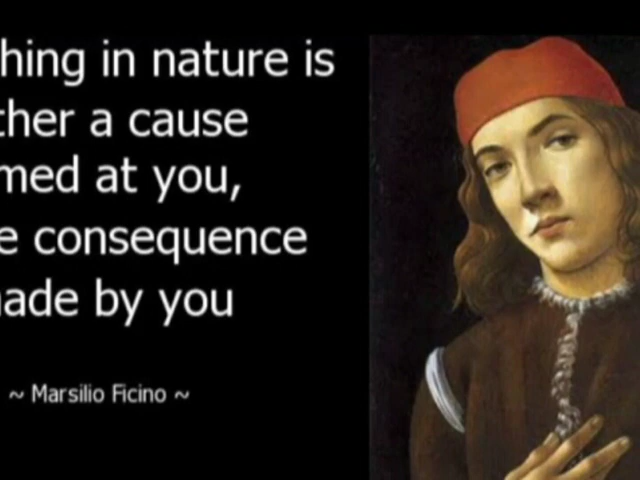 hing in nature is
ther a cause
med at you,
e consequence
ade by you
~ Marsilio Ficino ~